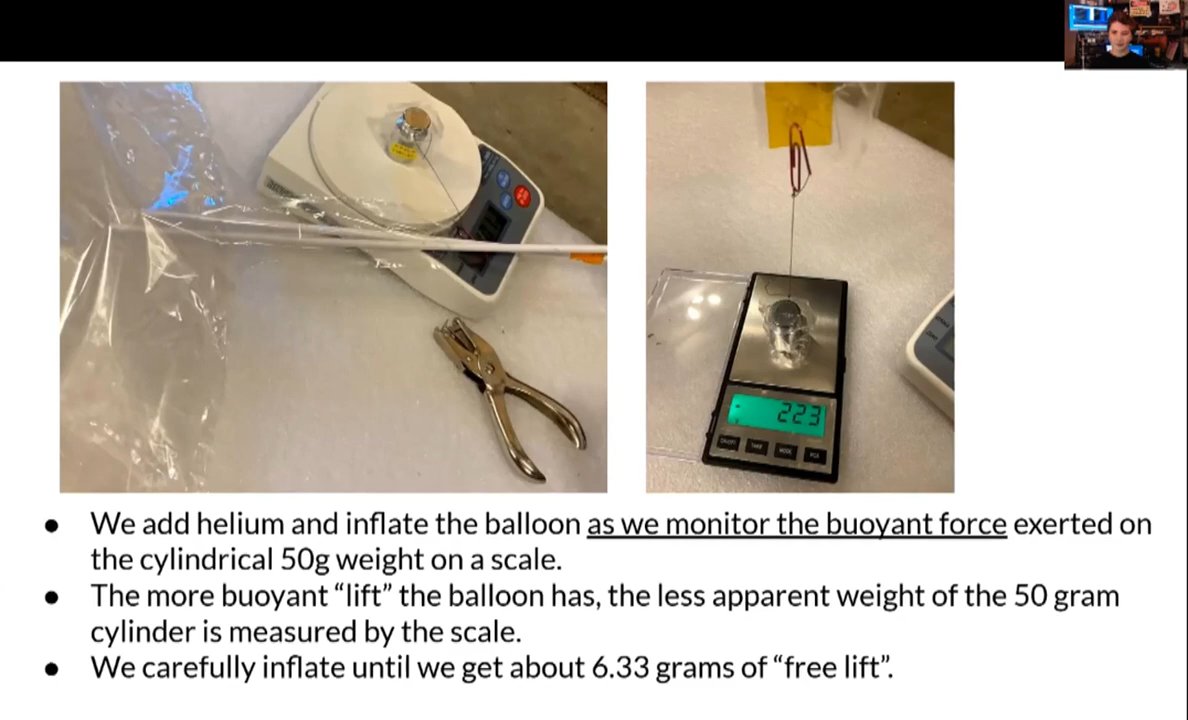 223
● We add helium and inflate the balloon as we monitor the buoyant force exerted on
the cylindrical 50g weight on a scale.
● The more buoyant “lift” the balloon has, the less apparent weight of the 50 gram
cylinder is measured by the scale.
● We carefully inflate until we get about 6.33 grams of “free lift”.